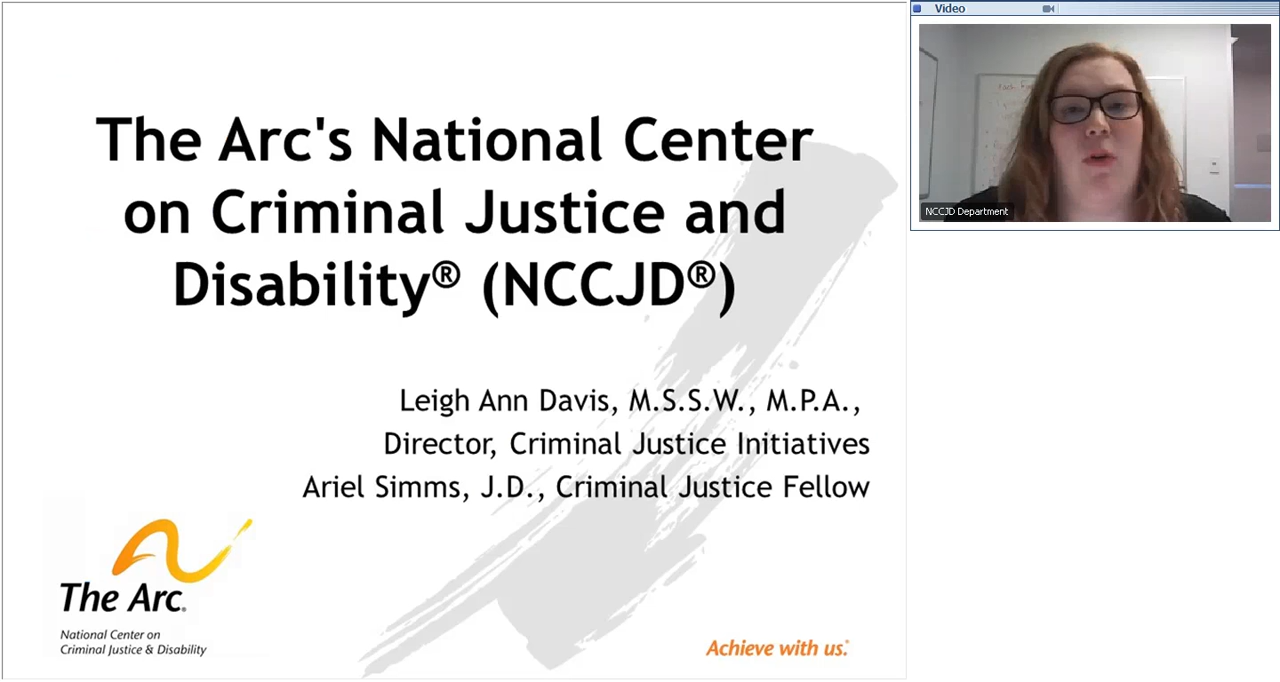 The Arc's National Center
on Criminal Justice and
Disability® (NCCJD®)
Leigh Ann Davis, M.S.S.W., M.P.A.,
Director, Criminal Justice Initiatives
Ariel Simms, J.D., Criminal Justice Fellow
The Arc.
National Center on
Criminal Justice & Disability
Achieve with us.®
Video
NCCJD Department